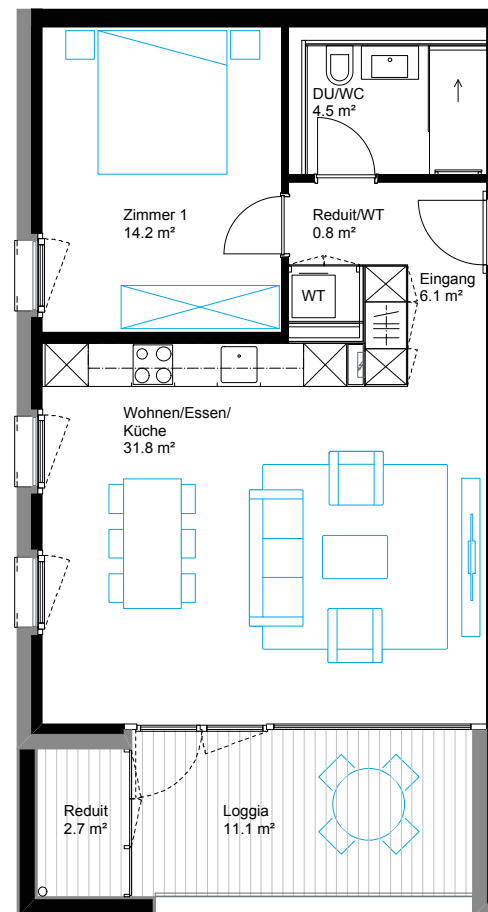 DU/WC
4.5 m²
Zimmer 1
14.2 m²
Reduit/WT
0.8 m²
Eingang
6.1 m²
WT
Wohnen/Essen/
Küche
31.8 m²
Reduit
2.7 m²
Loggia
11.1 m²